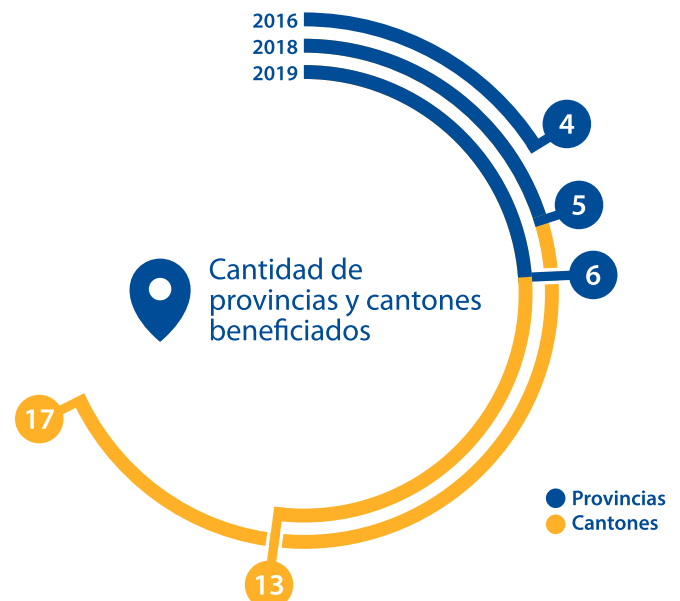 2016
2018
2019
4
5
6
Cantidad de
provincias y cantones
beneficiados
17
13
Provincias
Cantones